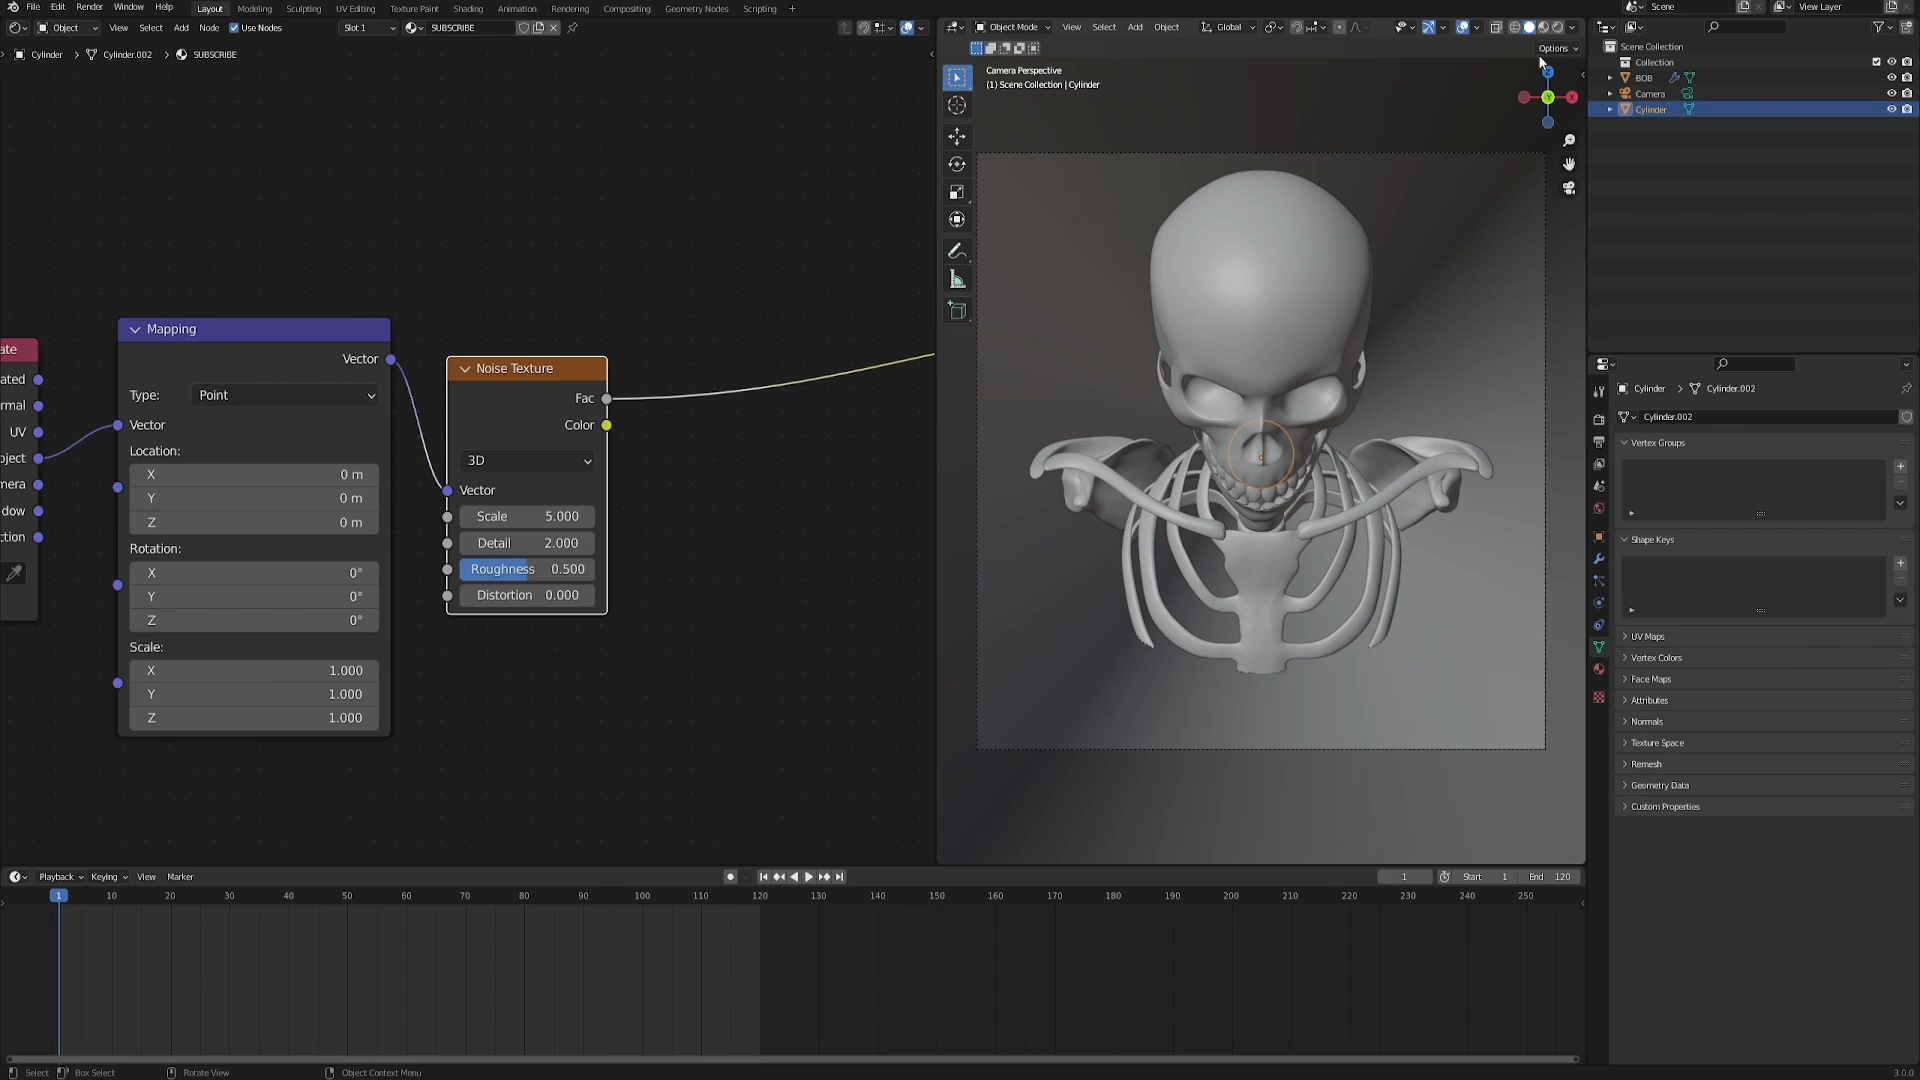 File Edit Render Window Help Layout Modeling Sculpting UV Editing Texture Paint Shading Animation Rendering Compositing Geometry Nodes Scripting + Scene View Layer
Object View Select Add Node Use Nodes Slot 1 SUBSCRIBE
Object Mode View Select Add Object Global
Options
Cylinder > Cylinder.002 > SUBSCRIBE
Camera Perspective
(1) Scene Collection | Cylinder
Scene Collection
Collection
BOB
Camera
Cylinder
ate
ated
rmal
UV
ject
nera
dow
ction
Mapping
Vector
Type: Point
Vector
Location:
X 0 m
Y 0 m
Z 0 m
Rotation:
X 0°
Y 0°
Z 0°
Scale:
X 1.000
Y 1.000
Z 1.000
Noise Texture
Fac
Color
3D
Vector
Scale 5.000
Detail 2.000
Roughness 0.500
Distortion 0.000
Z
Y
X
Cylinder > Cylinder.002
Cylinder.002
Vertex Groups
Shape Keys
UV Maps
Vertex Colors
Face Maps
Attributes
Normals
Texture Space
Remesh
Geometry Data
Custom Properties
Playback Keying View Marker 1 Start 1 End 120
1 10 20 30 40 50 60 70 80 90 100 110 120 130 140 150 160 170 180 190 200 210 220 230 240 250
Select Box Select Rotate View Object Context Menu 3.0.0